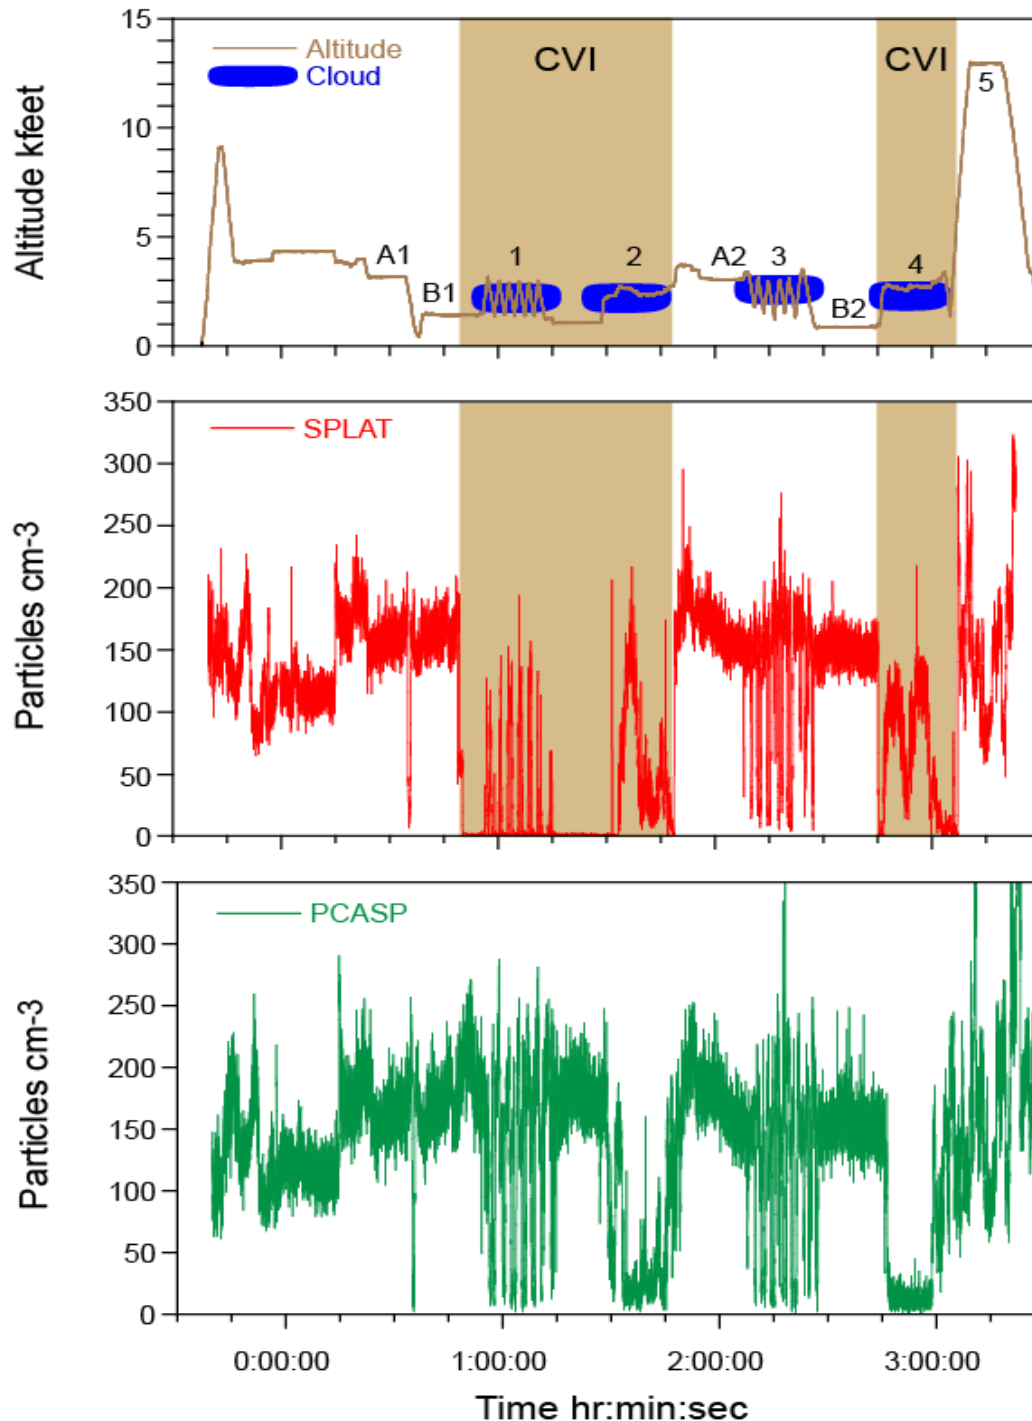 15
Altitude
CVI
CVI
Cloud
5
10
Altitude kfeet
5
A1
1
2
A2
3
4
B1
B2
0
350
SPLAT
300
250
200
Particles cm-3
150
100
50
0
350
PCASP
300
250
200
Particles cm-3
150
100
50
0
0:00:00
1:00:00
2:00:00
3:00:00
Time hr:min:sec